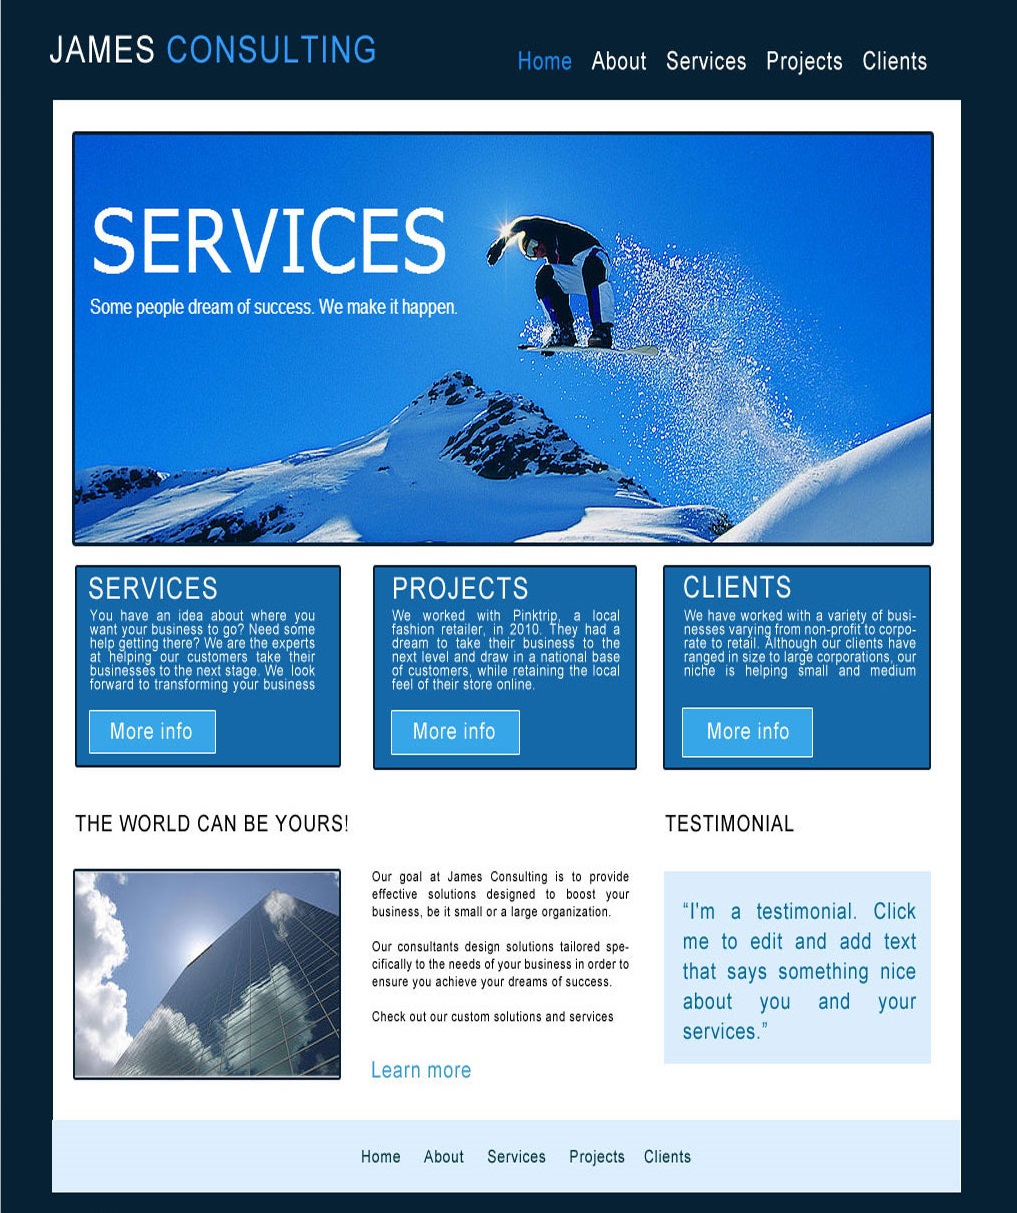 JAMES CONSULTING
Home About Services Projects Clients
SERVICES
Some people dream of success. We make it happen.
SERVICES
You have an idea about where you
want your business to go? Need some
help getting there? We are the experts
at helping our customers take their
businesses to the next stage. We look
forward to transforming your business
More info
PROJECTS
We worked with Pinktrip, a local
fashion retailer, in 2010. They had a
dream to take their business to the
next level and draw in a national base
of customers, while retaining the local
feel of their store online.
More info
CLIENTS
We have worked with a variety of busi-
nesses varying from non-profit to corpo-
rate to retail. Although our clients have
ranged in size to large corporations, our
niche is helping small and medium
More info
THE WORLD CAN BE YOURS!
Our goal at James Consulting is to provide
effective solutions designed to boost your
business, be it small or a large organization.
Our consultants design solutions tailored spe-
cifically to the needs of your business in order to
ensure you achieve your dreams of success.
Check out our custom solutions and services
Learn more
TESTIMONIAL
“I'm a testimonial. Click
me to edit and add text
that says something nice
about you and your
services.”
Home About Services Projects Clients